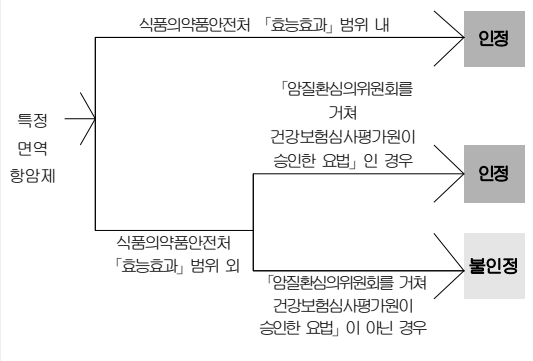 식품의약품안전처 「효능효과」범위 내
인정
「암질환심의위원회를
거쳐
건강보험심사평가원이
승인한 요법」인 경우
인정
특정
면역
항암제
식품의약품안전처
「효능효과」범위 외
불인정
「암질환심의위원회를 거쳐
건강보험심사평가원이
승인한 요법」이 아닌 경우